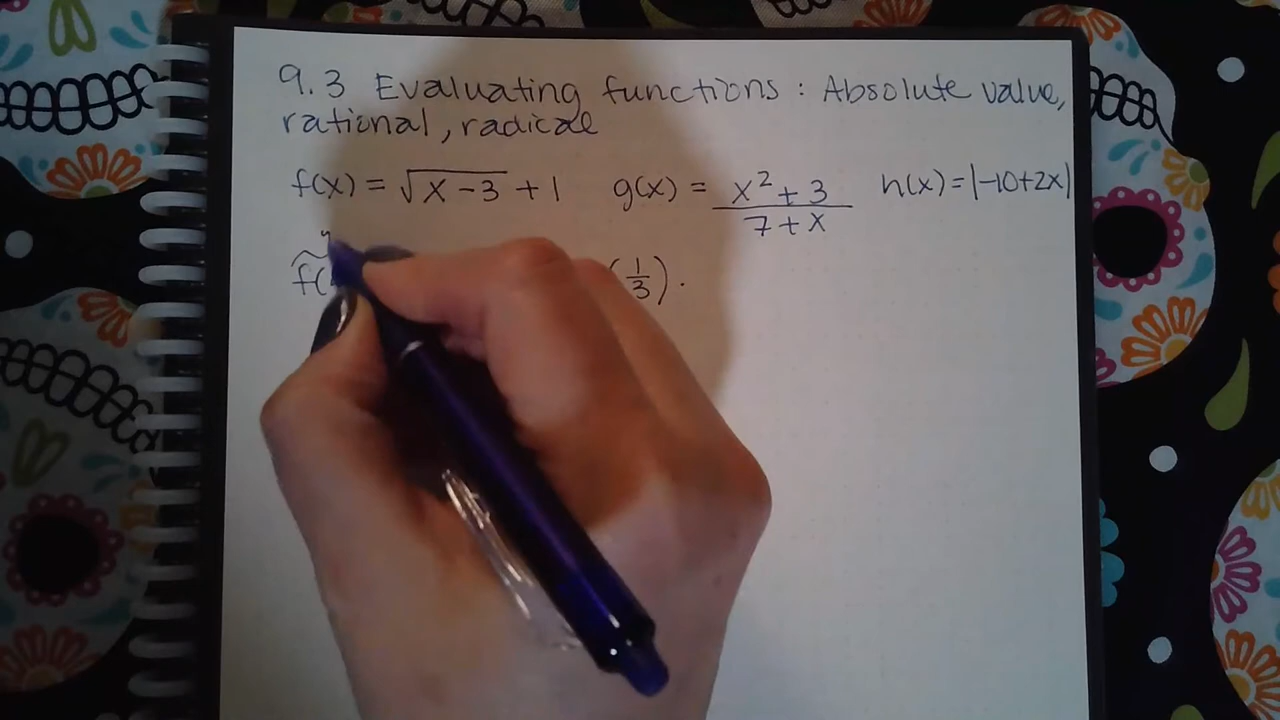 9.3 Evaluating functions : Absolute value,
rational, radical
f(x) = √(x-3) + 1 g(x) = (x² + 3)/(7 + x) h(x) = |-10+2x|
f( (1/3).